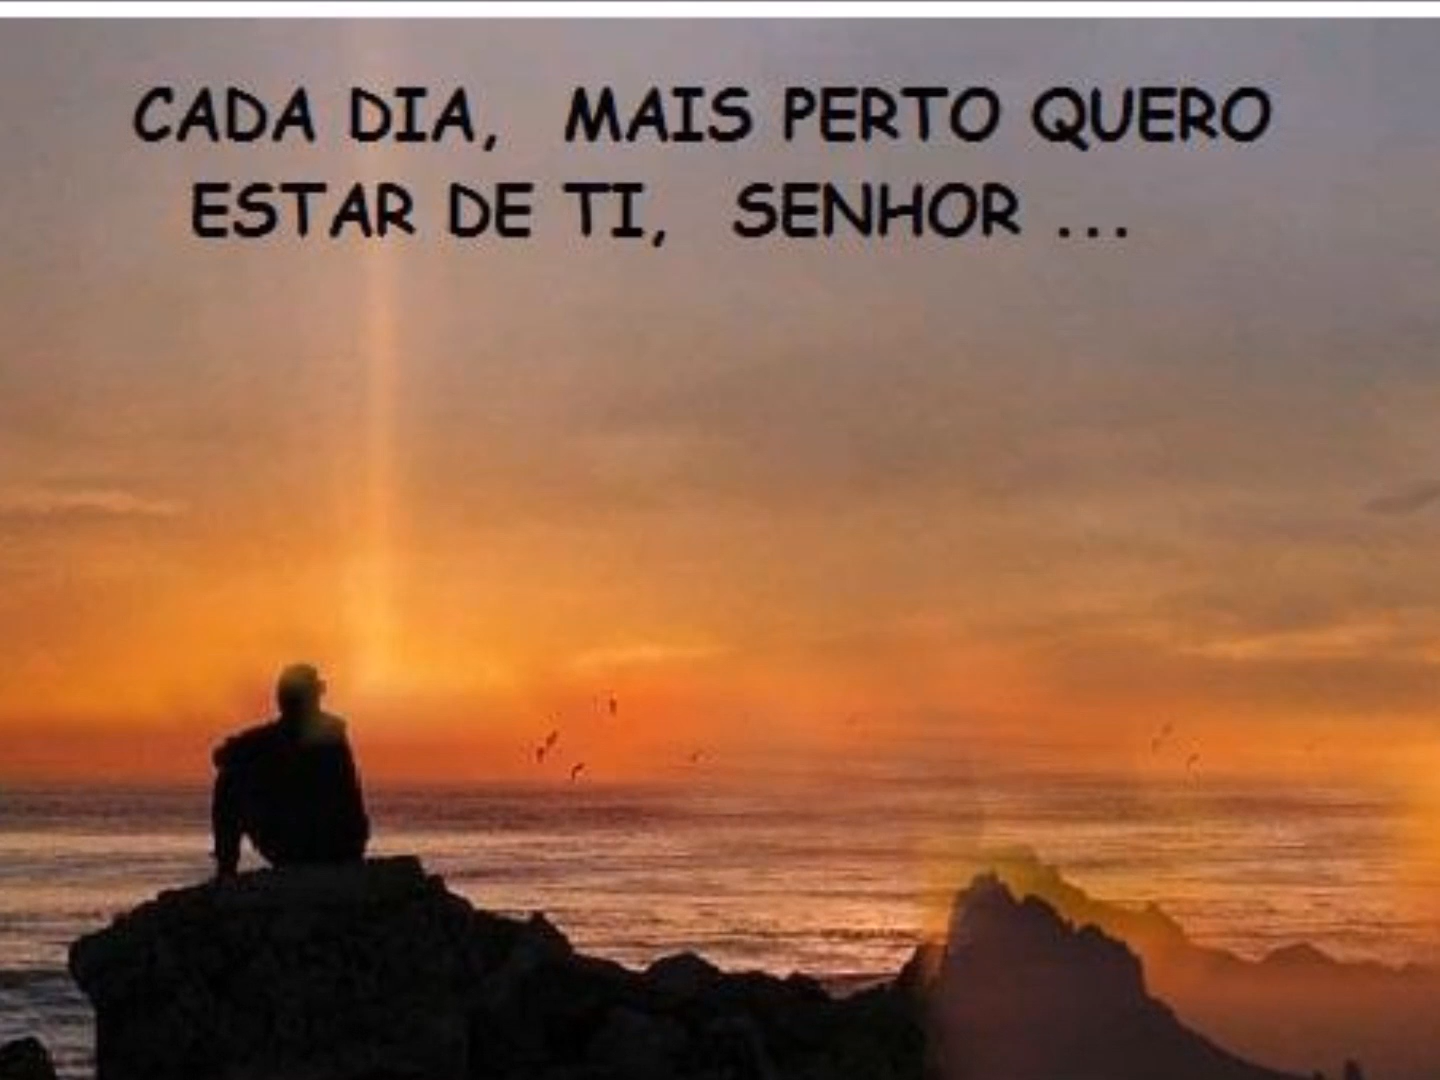 CADA DIA, MAIS PERTO QUERO
ESTAR DE TI, SENHOR ...